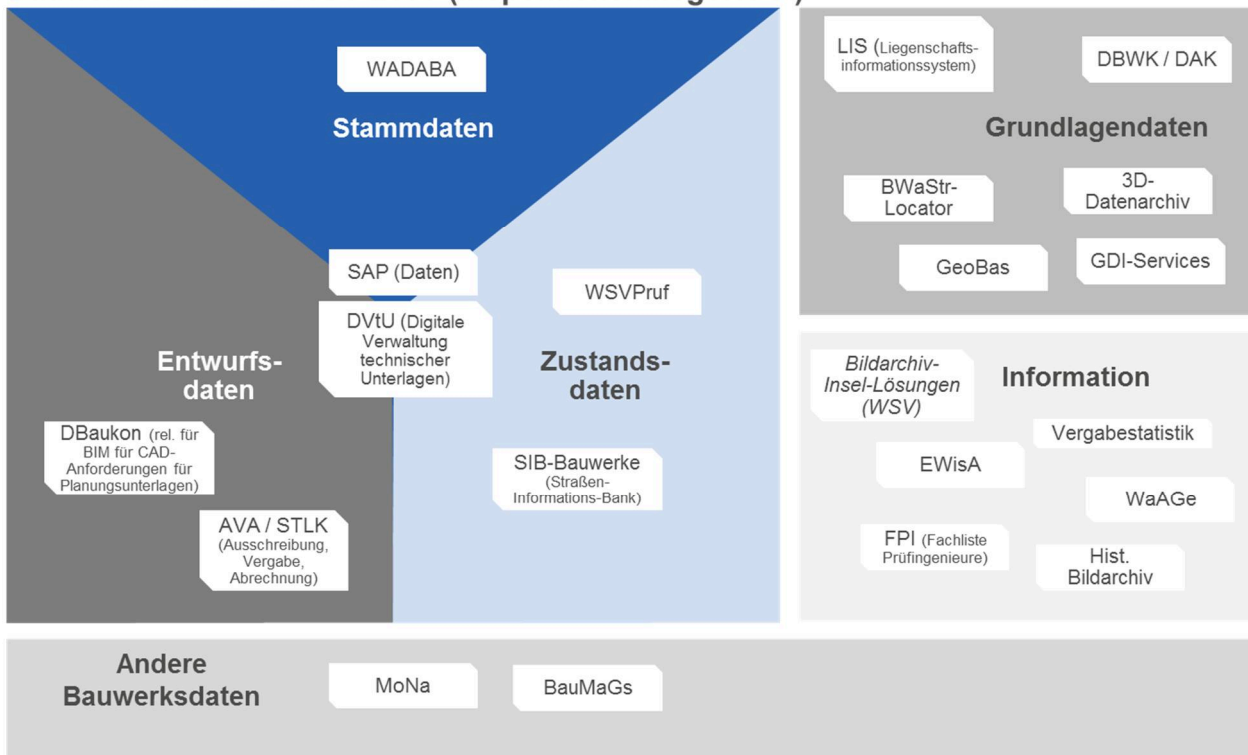 WADABA
Stammdaten
SAP (Daten)
DVtU (Digitale
Verwaltung
technischer
Unterlagen)
Entwurfs-
daten
DBaukon (rel. für
BIM für CAD-
Anforderungen für
Planungsunterlagen)
AVA / STLK
(Ausschreibung,
Vergabe,
Abrechnung)
WSVPruf
Zustands-
daten
SIB-Bauwerke
(Straßen-
Informations-Bank)
LIS (Liegenschafts-
informationssystem)
DBWK / DAK
Grundlagendaten
BWaStr-
Locator
3D-
Datenarchiv
GeoBas
GDI-Services
Bildarchiv-
Insel-Lösungen
(WSV)
Information
Vergabestatistik
EWisA
WaAGe
FPI (Fachliste
Prüfingenieure)
Hist.
Bildarchiv
Andere
Bauwerksdaten
MoNa
BauMaGs